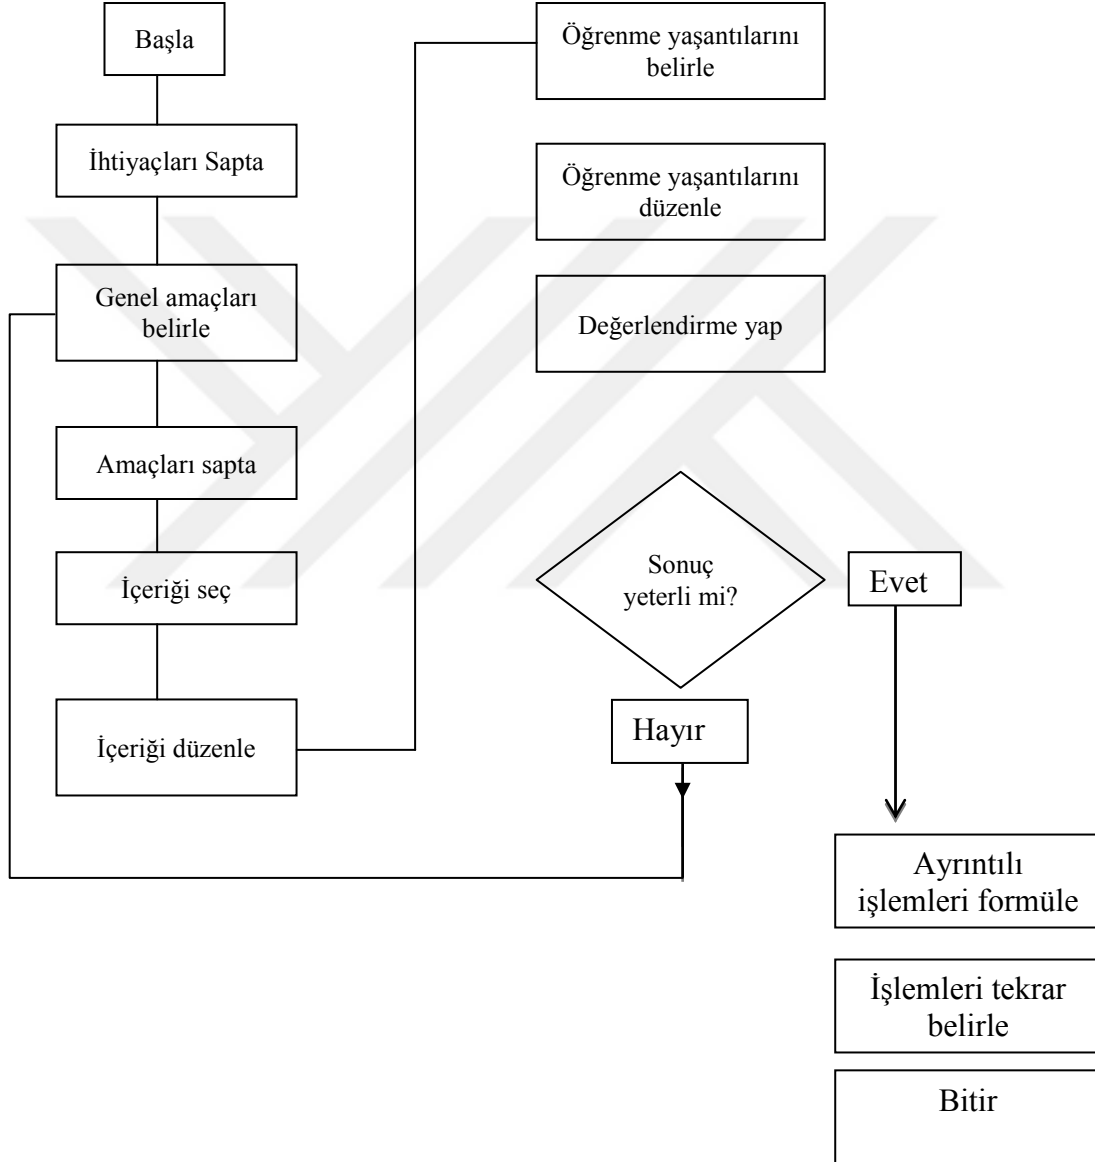 Başla
İhtiyaçları Sapta
Genel amaçları
belirle
Amaçları sapta
İçeriği seç
İçeriği düzenle
Öğrenme yaşantılarını
belirle
Öğrenme yaşantılarını
düzenle
Değerlendirme yap
Sonuç
yeterli mi?
Evet
Hayır
Ayrıntılı
işlemleri formüle
İşlemleri tekrar
belirle
Bitir